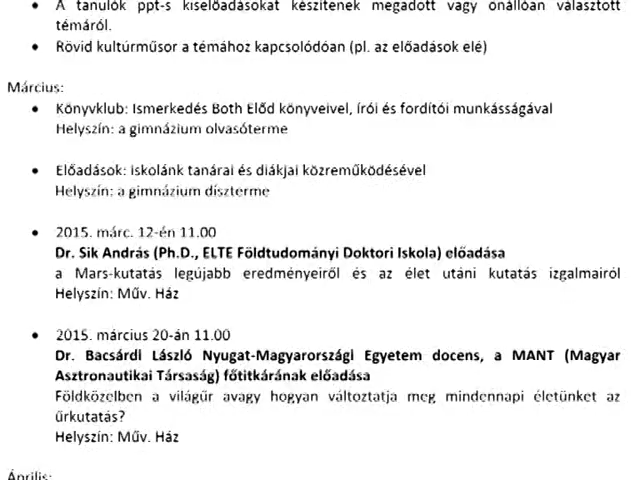 A tanulók ppt-s kiselőadásokat készítenek megadott vagy önállóan választott
témáról.
Rövid kultúrműsor a témához kapcsolódóan (pl. az előadások elé)
Március:
Könyvklub: Ismerkedés Both Előd könyveivel, írói és fordítói munkásságával
Helyszín: a gimnázium olvasóterme
Előadások: iskolánk tanárai és diákjai közreműködésével
Helyszín: a gimnázium díszterme
2015. márc. 12-én 11.00
Dr. Sik András (Ph.D., ELTE Földtudományi Doktori Iskola) előadása
a Mars-kutatás legújabb eredményeiről és az élet utáni kutatás izgalmairól
Helyszín: Műv. Ház
2015. március 20-án 11.00
Dr. Bacsárdi László Nyugat-Magyarországi Egyetem docens, a MANT (Magyar
Asztronautikai Társaság) főtitkárának előadása
Földközelben a világűr avagy hogyan változtatja meg mindennapi életünket az
űrkutatás?
Helyszín: Műv. Ház
Április: